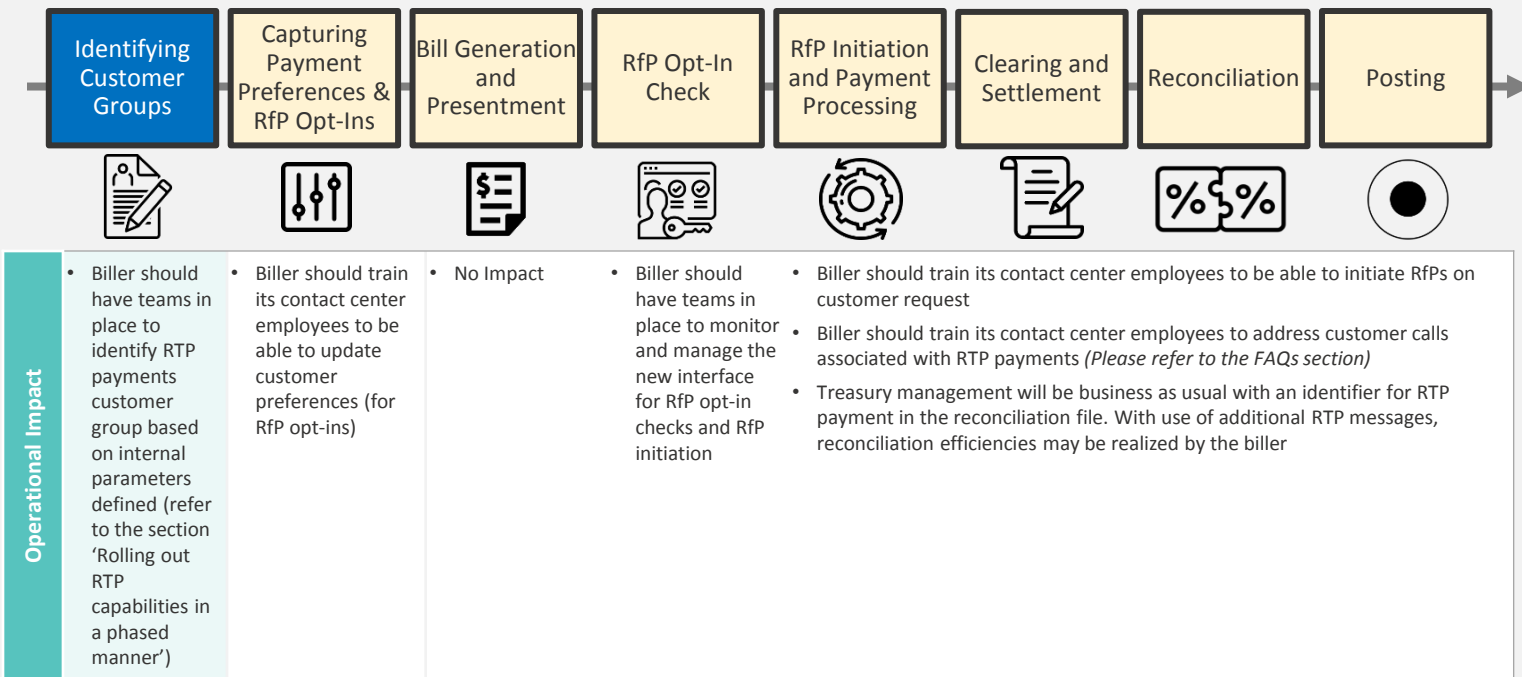 Identifying
Customer
Groups
Capturing
Payment
Preferences &
RfP Opt-Ins
Bill Generation
and
Presentment
RfP Opt-In
Check
RfP Initiation
and Payment
Processing
Clearing and
Settlement
Reconciliation
Posting
$
% %
Operational Impact
• Biller should
have teams in
place to
identify RTP
payments
customer
group based
on internal
parameters
defined (refer
to the section
‘Rolling out
RTP
capabilities in
a phased
manner’)
• Biller should train
its contact center
employees to be
able to update
customer
preferences (for
RfP opt-ins)
• No Impact
• Biller should
have teams in
place to monitor
and manage the
new interface
for RfP opt-in
checks and RfP
initiation
• Biller should train its contact center employees to be able to initiate RfPs on
customer request
• Biller should train its contact center employees to address customer calls
associated with RTP payments (Please refer to the FAQs section)
• Treasury management will be business as usual with an identifier for RTP
payment in the reconciliation file. With use of additional RTP messages,
reconciliation efficiencies may be realized by the biller